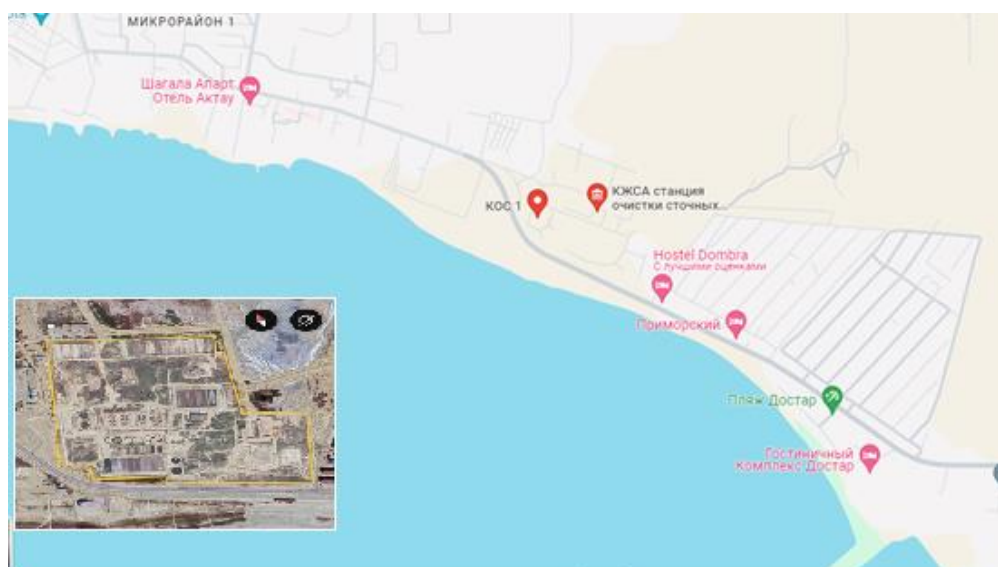 МИКРОРАЙОН 1
Шагала Апарт
Отель Актау
КОС 1
КЖСА станция
очистки сточных...
Hostel Dombra
С лучшими оценками
Приморский
Пляж Достар
Гостиничный
Комплекс Достар